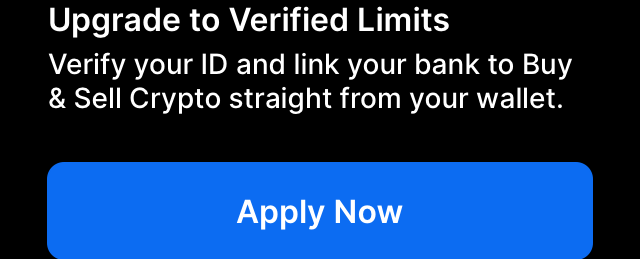 Upgrade to Verified Limits
Verify your ID and link your bank to Buy
& Sell Crypto straight from your wallet.
Apply Now